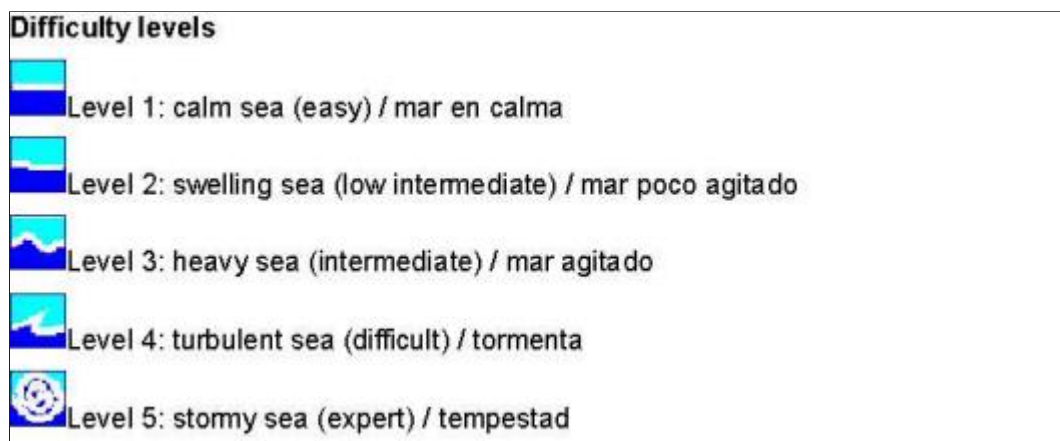 Difficulty levels
Level 1: calm sea (easy) / mar en calma
Level 2: swelling sea (low intermediate) / mar poco agitado
Level 3: heavy sea (intermediate) / mar agitado
Level 4: turbulent sea (difficult) / tormenta
Level 5: stormy sea (expert) / tempestad